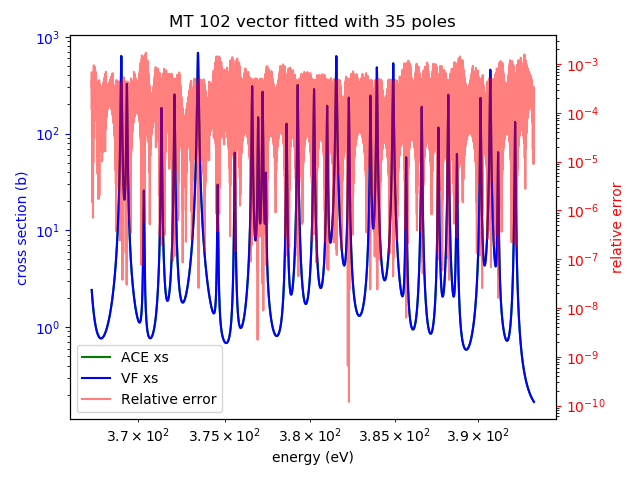 MT 102 vector fitted with 35 poles
10³
10²
10¹
10⁰
cross section (b)
10⁻³
10⁻⁴
10⁻⁵
10⁻⁶
10⁻⁷
10⁻⁸
10⁻⁹
10⁻¹⁰
relative error
ACE xs
VF xs
Relative error
3.7 × 10² 3.75 × 10² 3.8 × 10² 3.85 × 10² 3.9 × 10²
energy (eV)